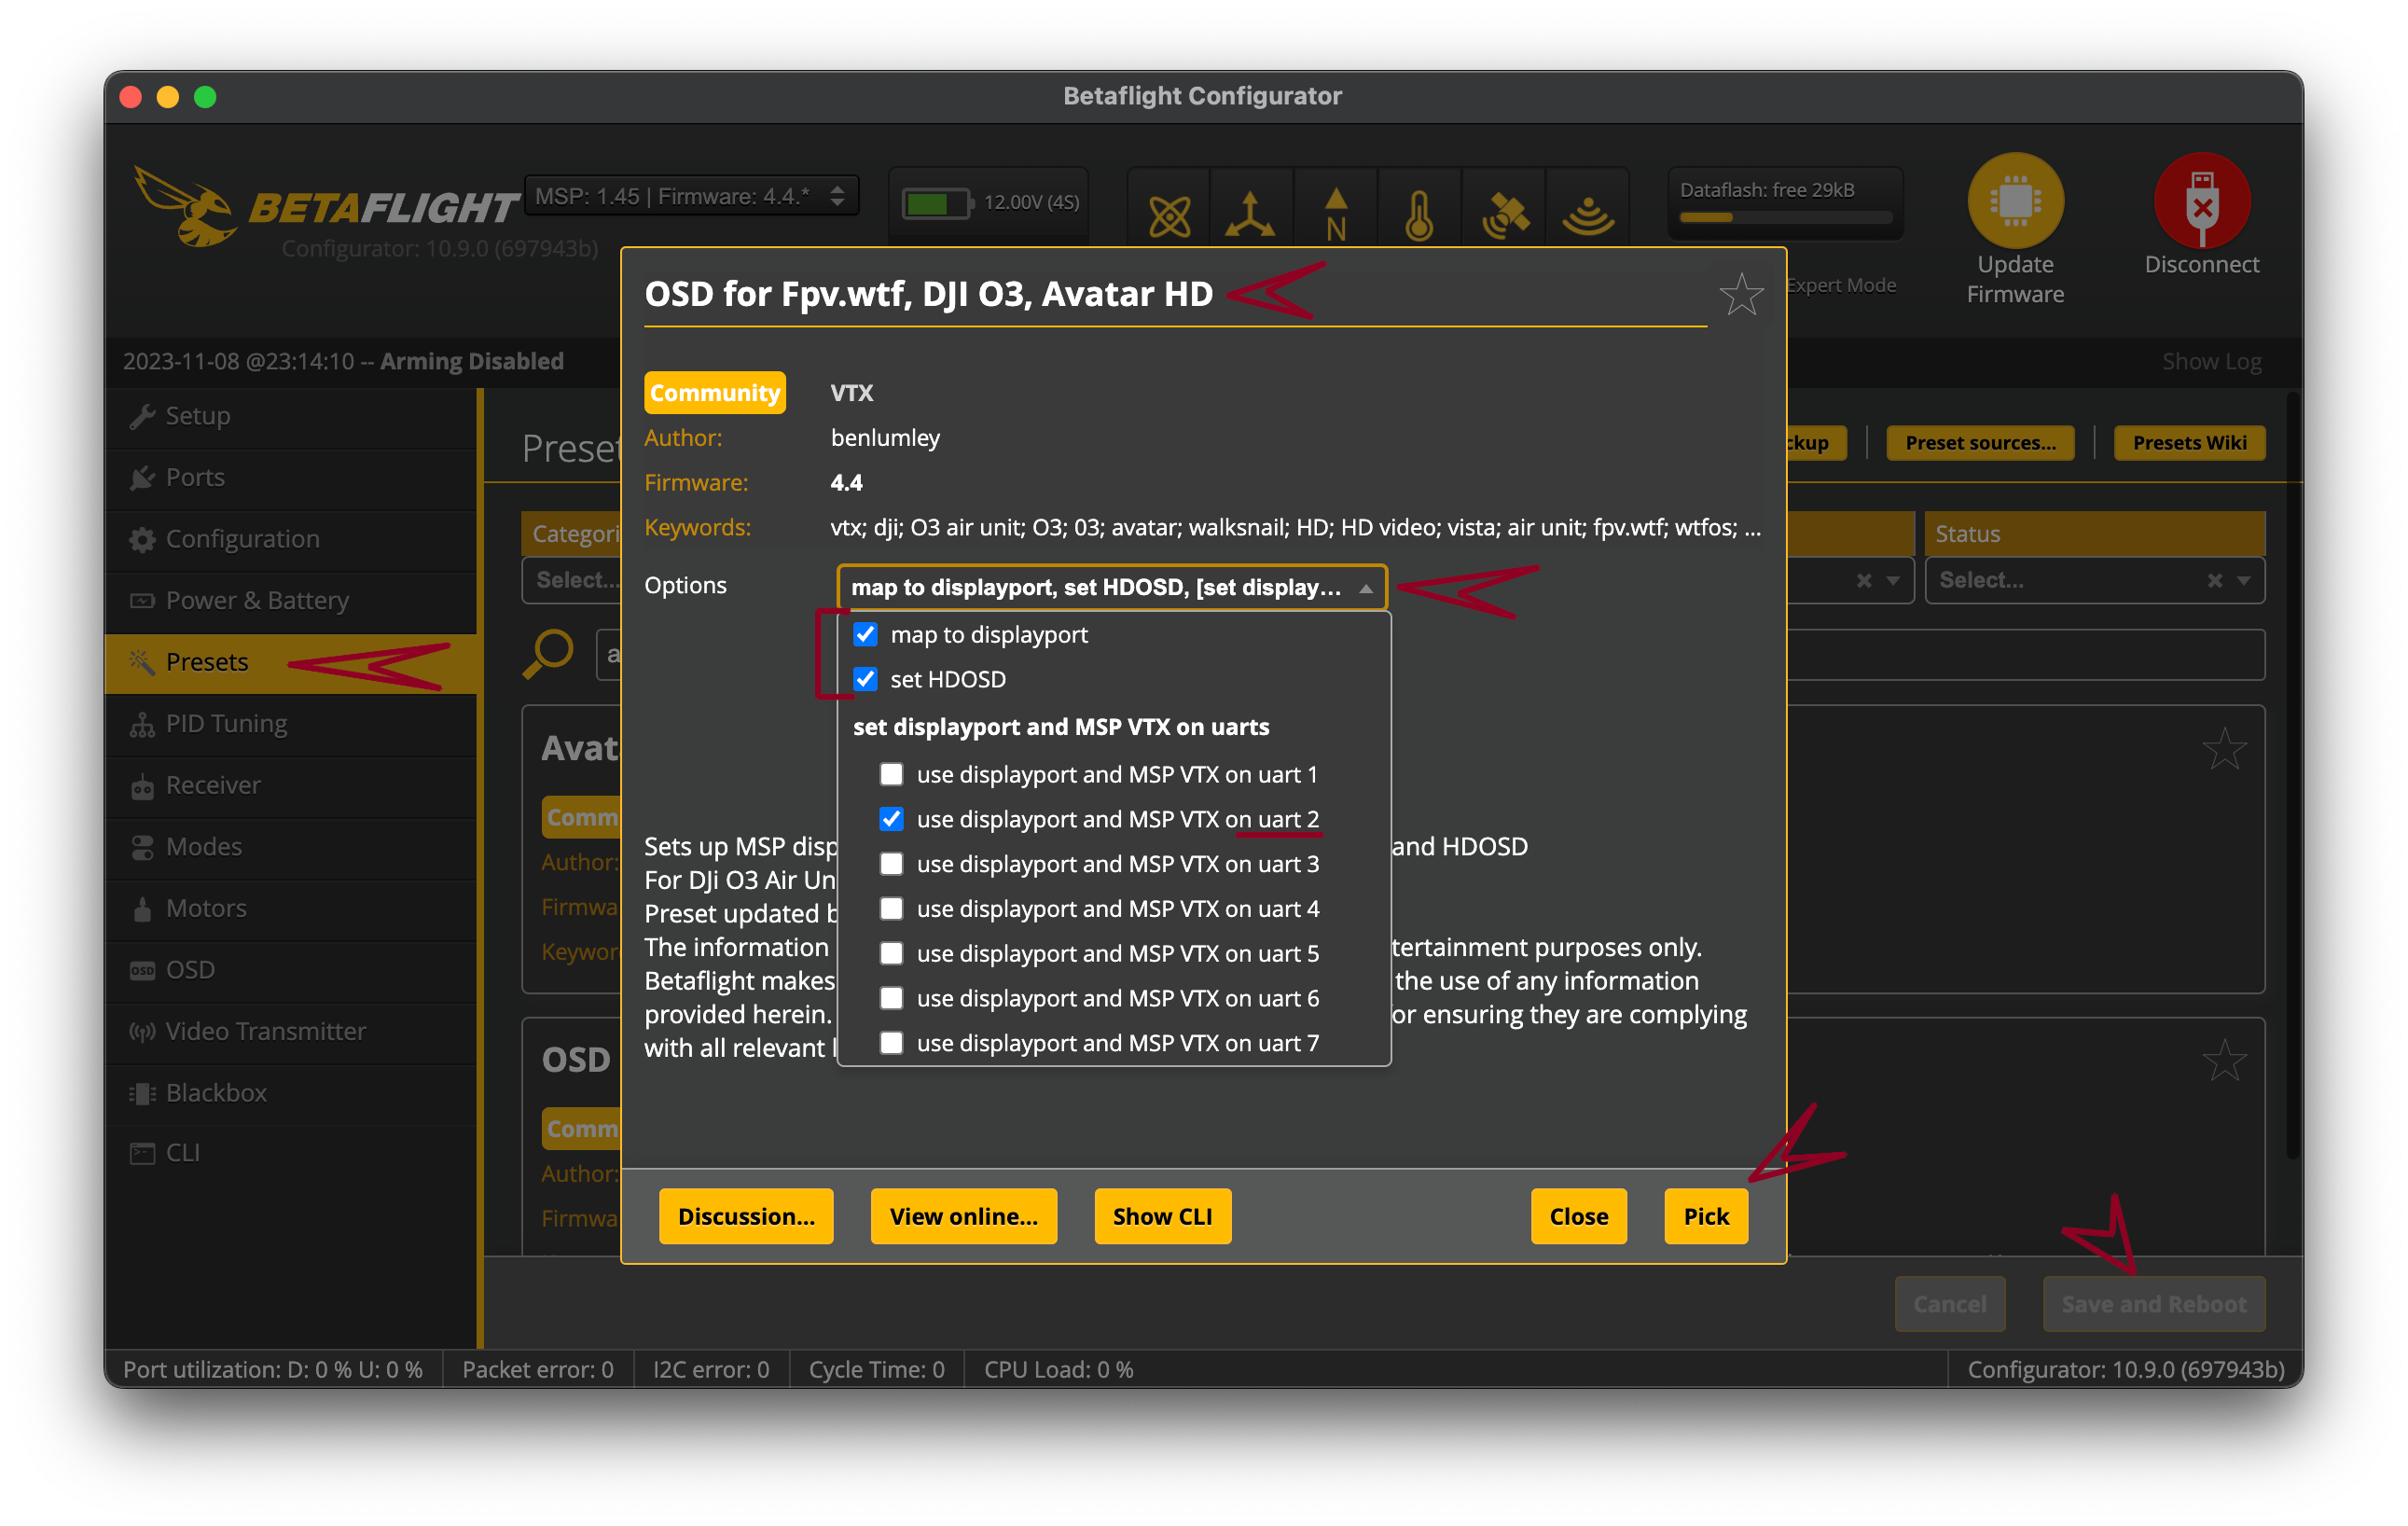 Betaflight Configurator
BETAFLIGHT
MSP: 1.45 | Firmware: 4.4.*
12.00V (4S)
N
Dataflash: free 29kB
Configurator: 10.9.0 (697943b)
Update
Firmware
Disconnect
Expert Mode
2023-11-08 @23:14:10 -- Arming Disabled
Show Log
Setup
Ports
Configuration
Power & Battery
Presets
PID Tuning
Receiver
Modes
Motors
OSD
OSD
Video Transmitter
Blackbox
CLI
Preset
ckup
Preset sources...
Presets Wiki
Categori
Select...
Status
Select...
a
Avat
Comm
Author:
Firmwa
Keywor
OSD
Comm
Author:
Firmwa
OSD for Fpv.wtf, DJI O3, Avatar HD
Community VTX
Author: benlumley
Firmware: 4.4
Keywords: vtx; dji; O3 air unit; O3; 03; avatar; walksnail; HD; HD video; vista; air unit; fpv.wtf; wtfos; ...
Options map to displayport, set HDOSD, [set display...
map to displayport
set HDOSD
set displayport and MSP VTX on uarts
use displayport and MSP VTX on uart 1
use displayport and MSP VTX on uart 2
use displayport and MSP VTX on uart 3
use displayport and MSP VTX on uart 4
use displayport and MSP VTX on uart 5
use displayport and MSP VTX on uart 6
use displayport and MSP VTX on uart 7
Sets up MSP disp and HDOSD
For DJi O3 Air Un
Preset updated b
The information tertainment purposes only.
Betaflight makes the use of any information
provided herein. or ensuring they are complying
with all relevant l
Discussion...
View online...
Show CLI
Close
Pick
Cancel
Save and Reboot
Port utilization: D: 0 % U: 0 %
Packet error: 0
I2C error: 0
Cycle Time: 0
CPU Load: 0 %
Configurator: 10.9.0 (697943b)